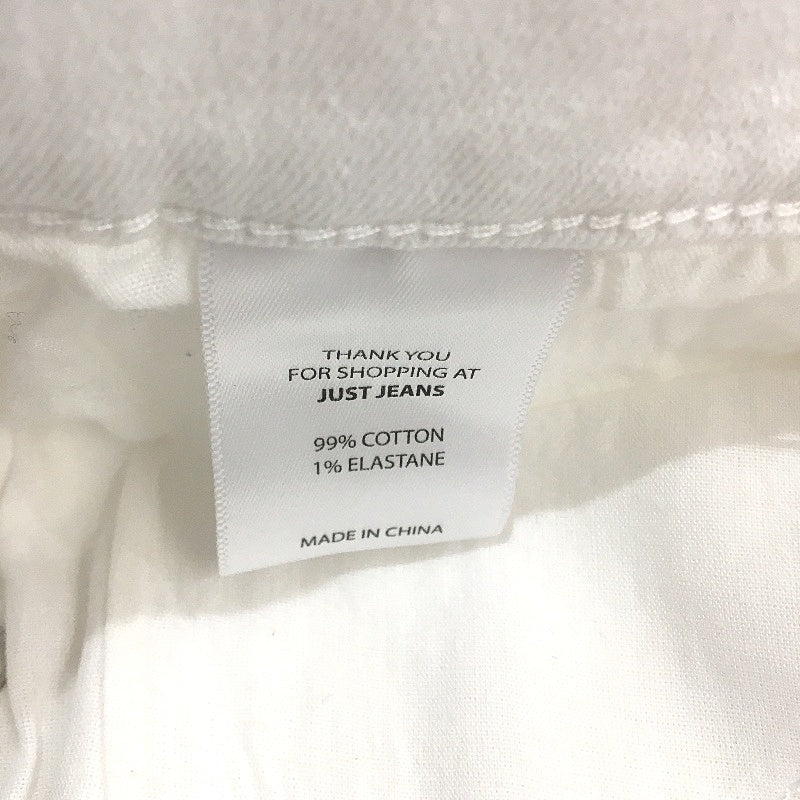 THANK YOU
FOR SHOPPING AT
JUST JEANS
99% COTTON
1% ELASTANE
MADE IN CHINA